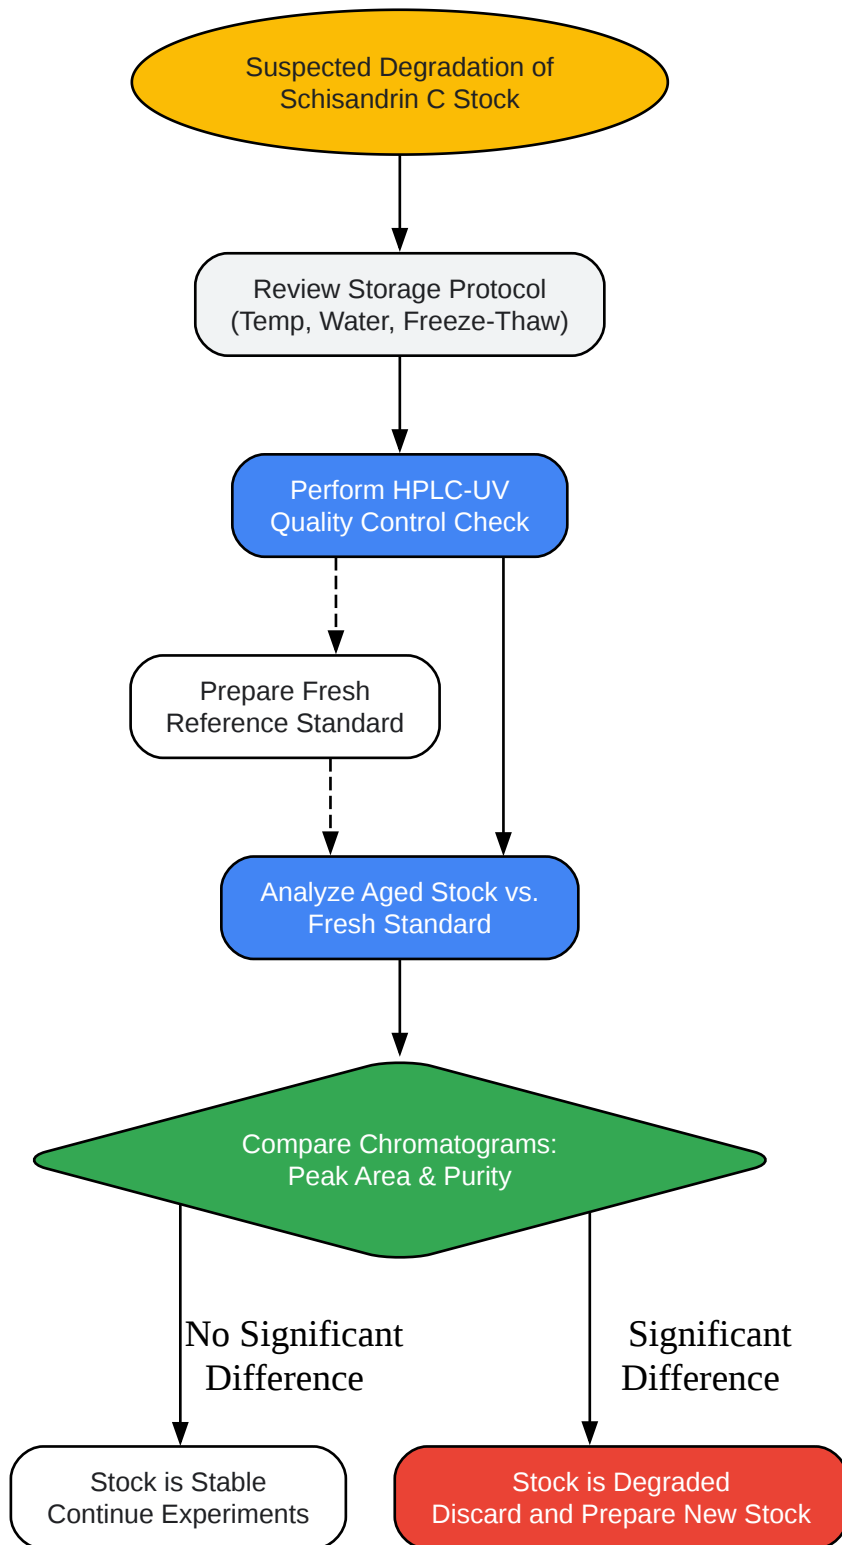 Suspected Degradation of
Schisandrin C Stock
Review Storage Protocol
(Temp, Water, Freeze-Thaw)
Perform HPLC-UV
Quality Control Check
Prepare Fresh
Reference Standard
Analyze Aged Stock vs.
Fresh Standard
Compare Chromatograms:
Peak Area & Purity
No Significant
Difference
Significant
Difference
Stock is Stable
Continue Experiments
Stock is Degraded
Discard and Prepare New Stock